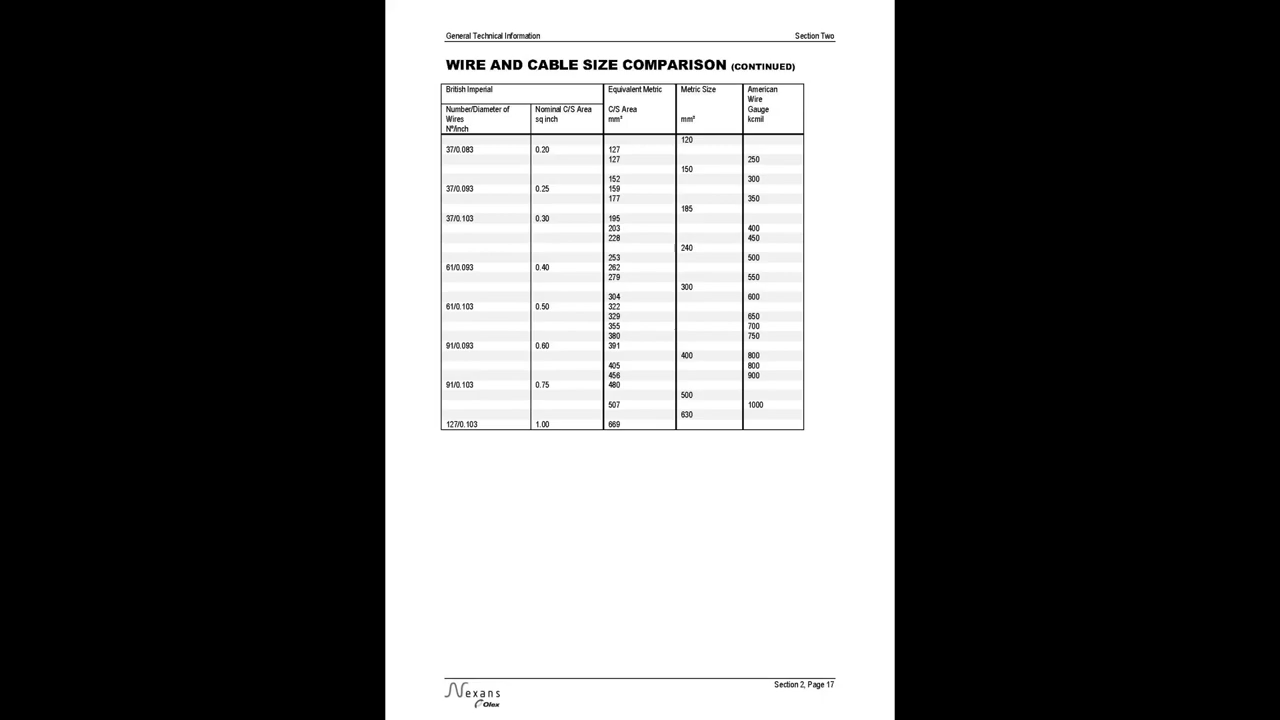 General Technical Information Section Two
WIRE AND CABLE SIZE COMPARISON (CONTINUED)
British Imperial Equivalent Metric Metric Size American
Wire
Number/Diameter of Nominal C/S Area C/S Area Gauge
Wires sq inch mm² mm² kcmil
Nº/inch
120
37/0.083 0.20 127
127 250
150
152 300
37/0.093 0.25 159
177 350
185
37/0.103 0.30 195
203 400
228 450
240
253 500
61/0.093 0.40 262
279 550
300
304 600
61/0.103 0.50 322
329 650
355 700
380 750
91/0.093 0.60 391
400 800
405 800
456 900
91/0.103 0.75 480
500
507 1000
630
127/0.103 1.00 669
Section 2, Page 17
Nexans
Olex